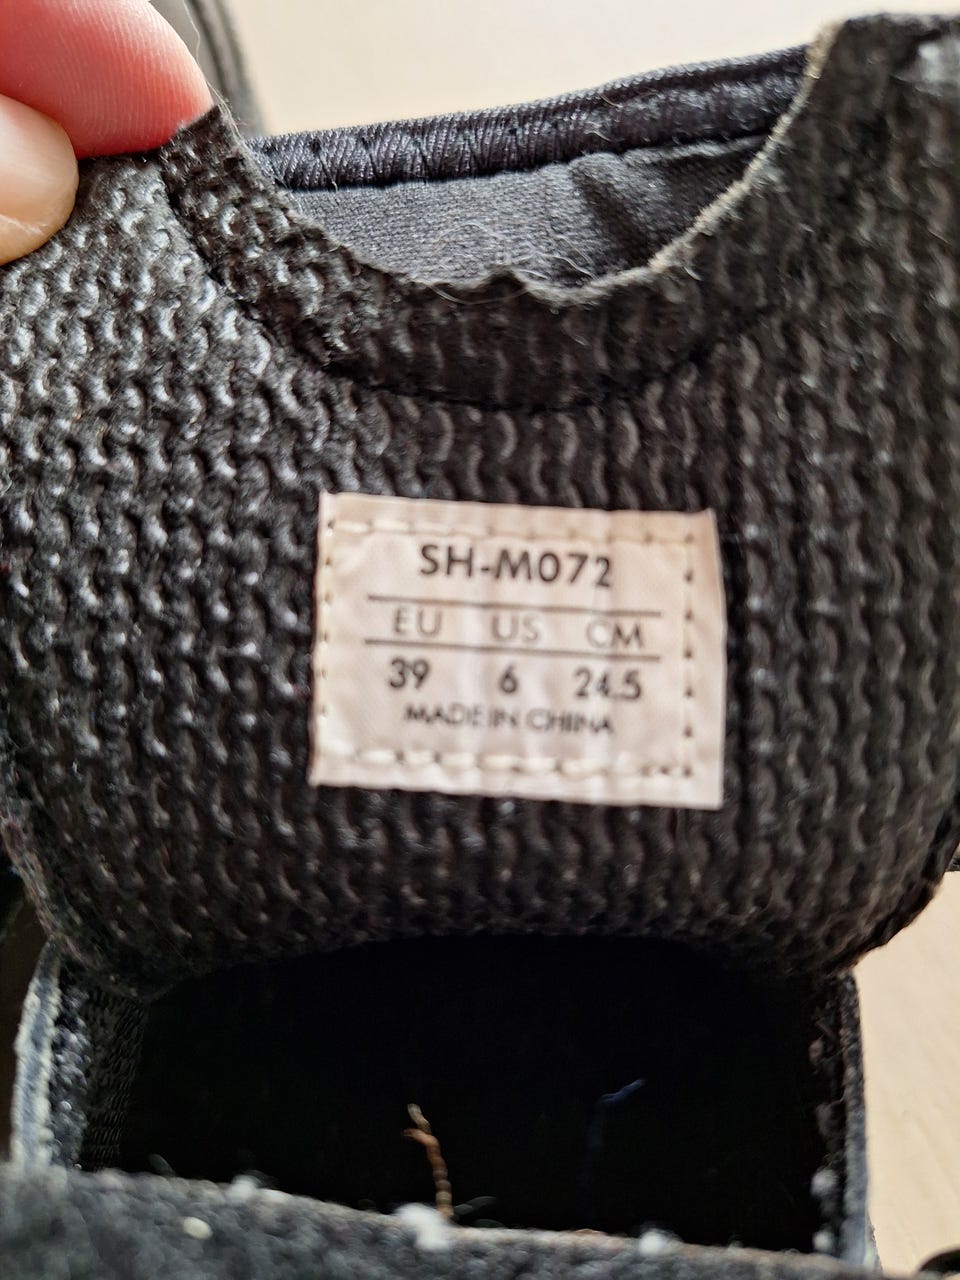 SH-M072
EU US CM
39 6 24.5
MADE IN CHINA